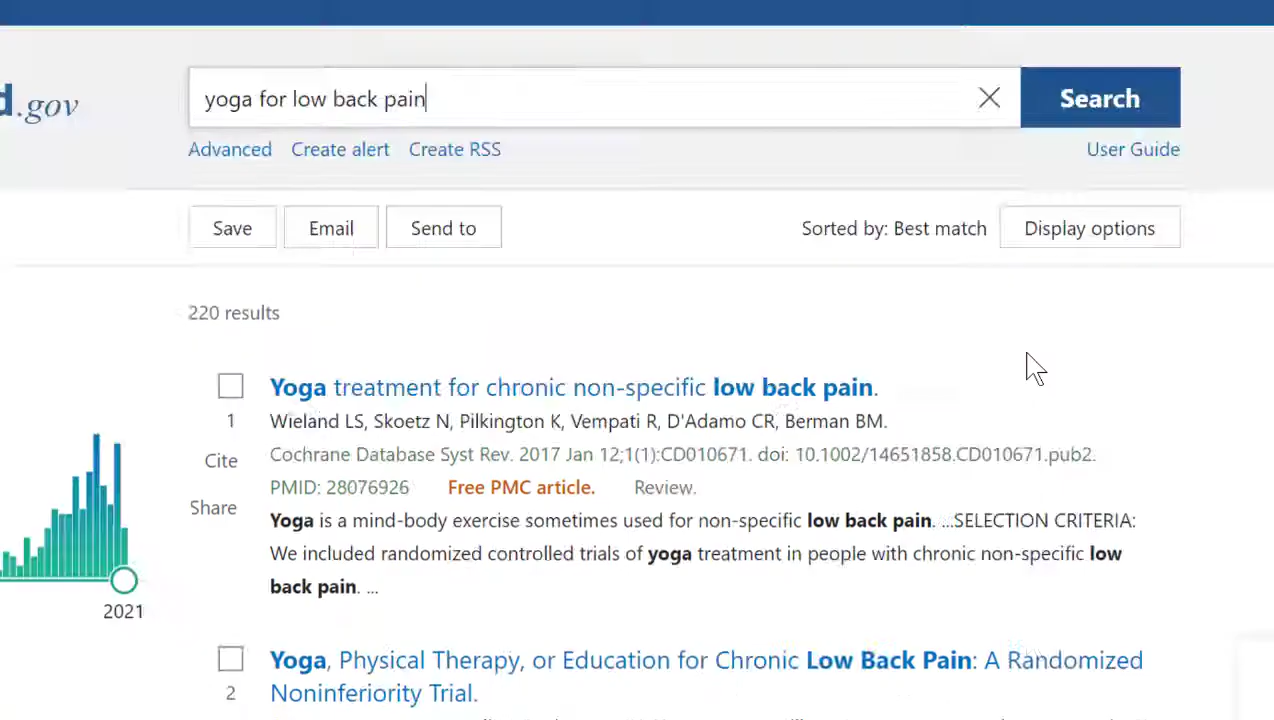 d.gov
yoga for low back pain
Search
Advanced Create alert Create RSS
User Guide
Save Email Send to
Sorted by: Best match Display options
220 results
Yoga treatment for chronic non-specific low back pain.
1
Wieland LS, Skoetz N, Pilkington K, Vempati R, D'Adamo CR, Berman BM.
Cite
Cochrane Database Syst Rev. 2017 Jan 12;1(1):CD010671. doi: 10.1002/14651858.CD010671.pub2.
PMID: 28076926 Free PMC article. Review.
Share
Yoga is a mind-body exercise sometimes used for non-specific low back pain. ...SELECTION CRITERIA:
We included randomized controlled trials of yoga treatment in people with chronic non-specific low
back pain. ...
2021
Yoga, Physical Therapy, or Education for Chronic Low Back Pain: A Randomized
2
Noninferiority Trial.